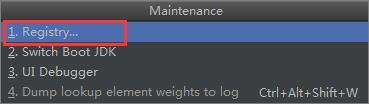 Maintenance
1. Registry...
2. Switch Boot JDK
3. UI Debugger
4. Dump lookup element weights to log Ctrl+Alt+Shift+W